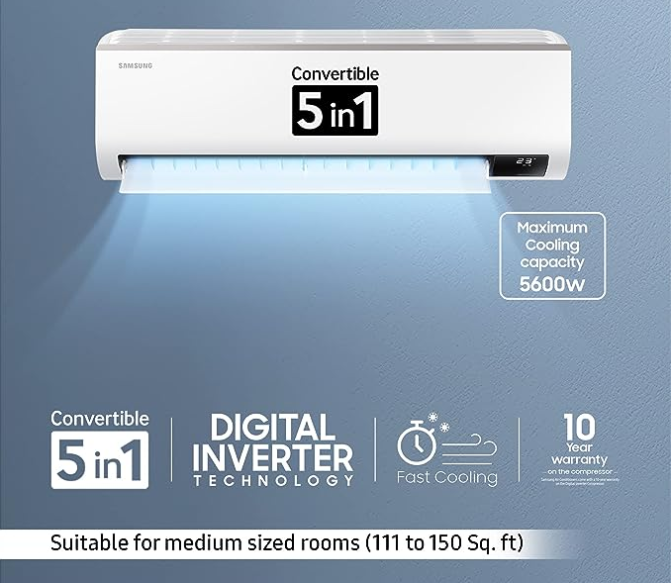 SAMSUNG
Convertible
5 in 1
23°
Maximum
Cooling
capacity
5600w
Convertible
5 in 1
DIGITAL
INVERTER
TECHNOLOGY
Fast Cooling
10
Year
warranty
on the compressor
Suitable for medium sized rooms (111 to 150 Sq. ft)